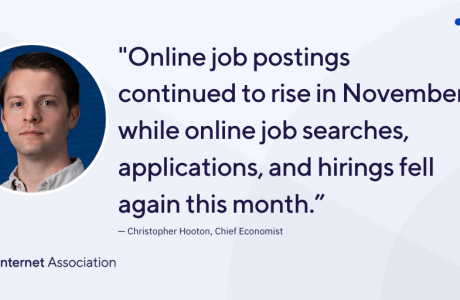 "Online job postings
continued to rise in November
while online job searches,
applications, and hirings fell
again this month.”
— Christopher Hooton, Chief Economist
Internet Association